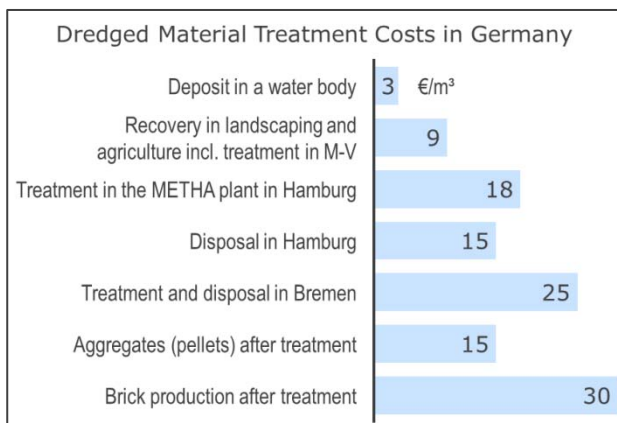 Dredged Material Treatment Costs in Germany
Deposit in a water body 3 €/m³
Recovery in landscaping and
agriculture incl. treatment in M-V 9
Treatment in the METHA plant in Hamburg 18
Disposal in Hamburg 15
Treatment and disposal in Bremen 25
Aggregates (pellets) after treatment 15
Brick production after treatment 30